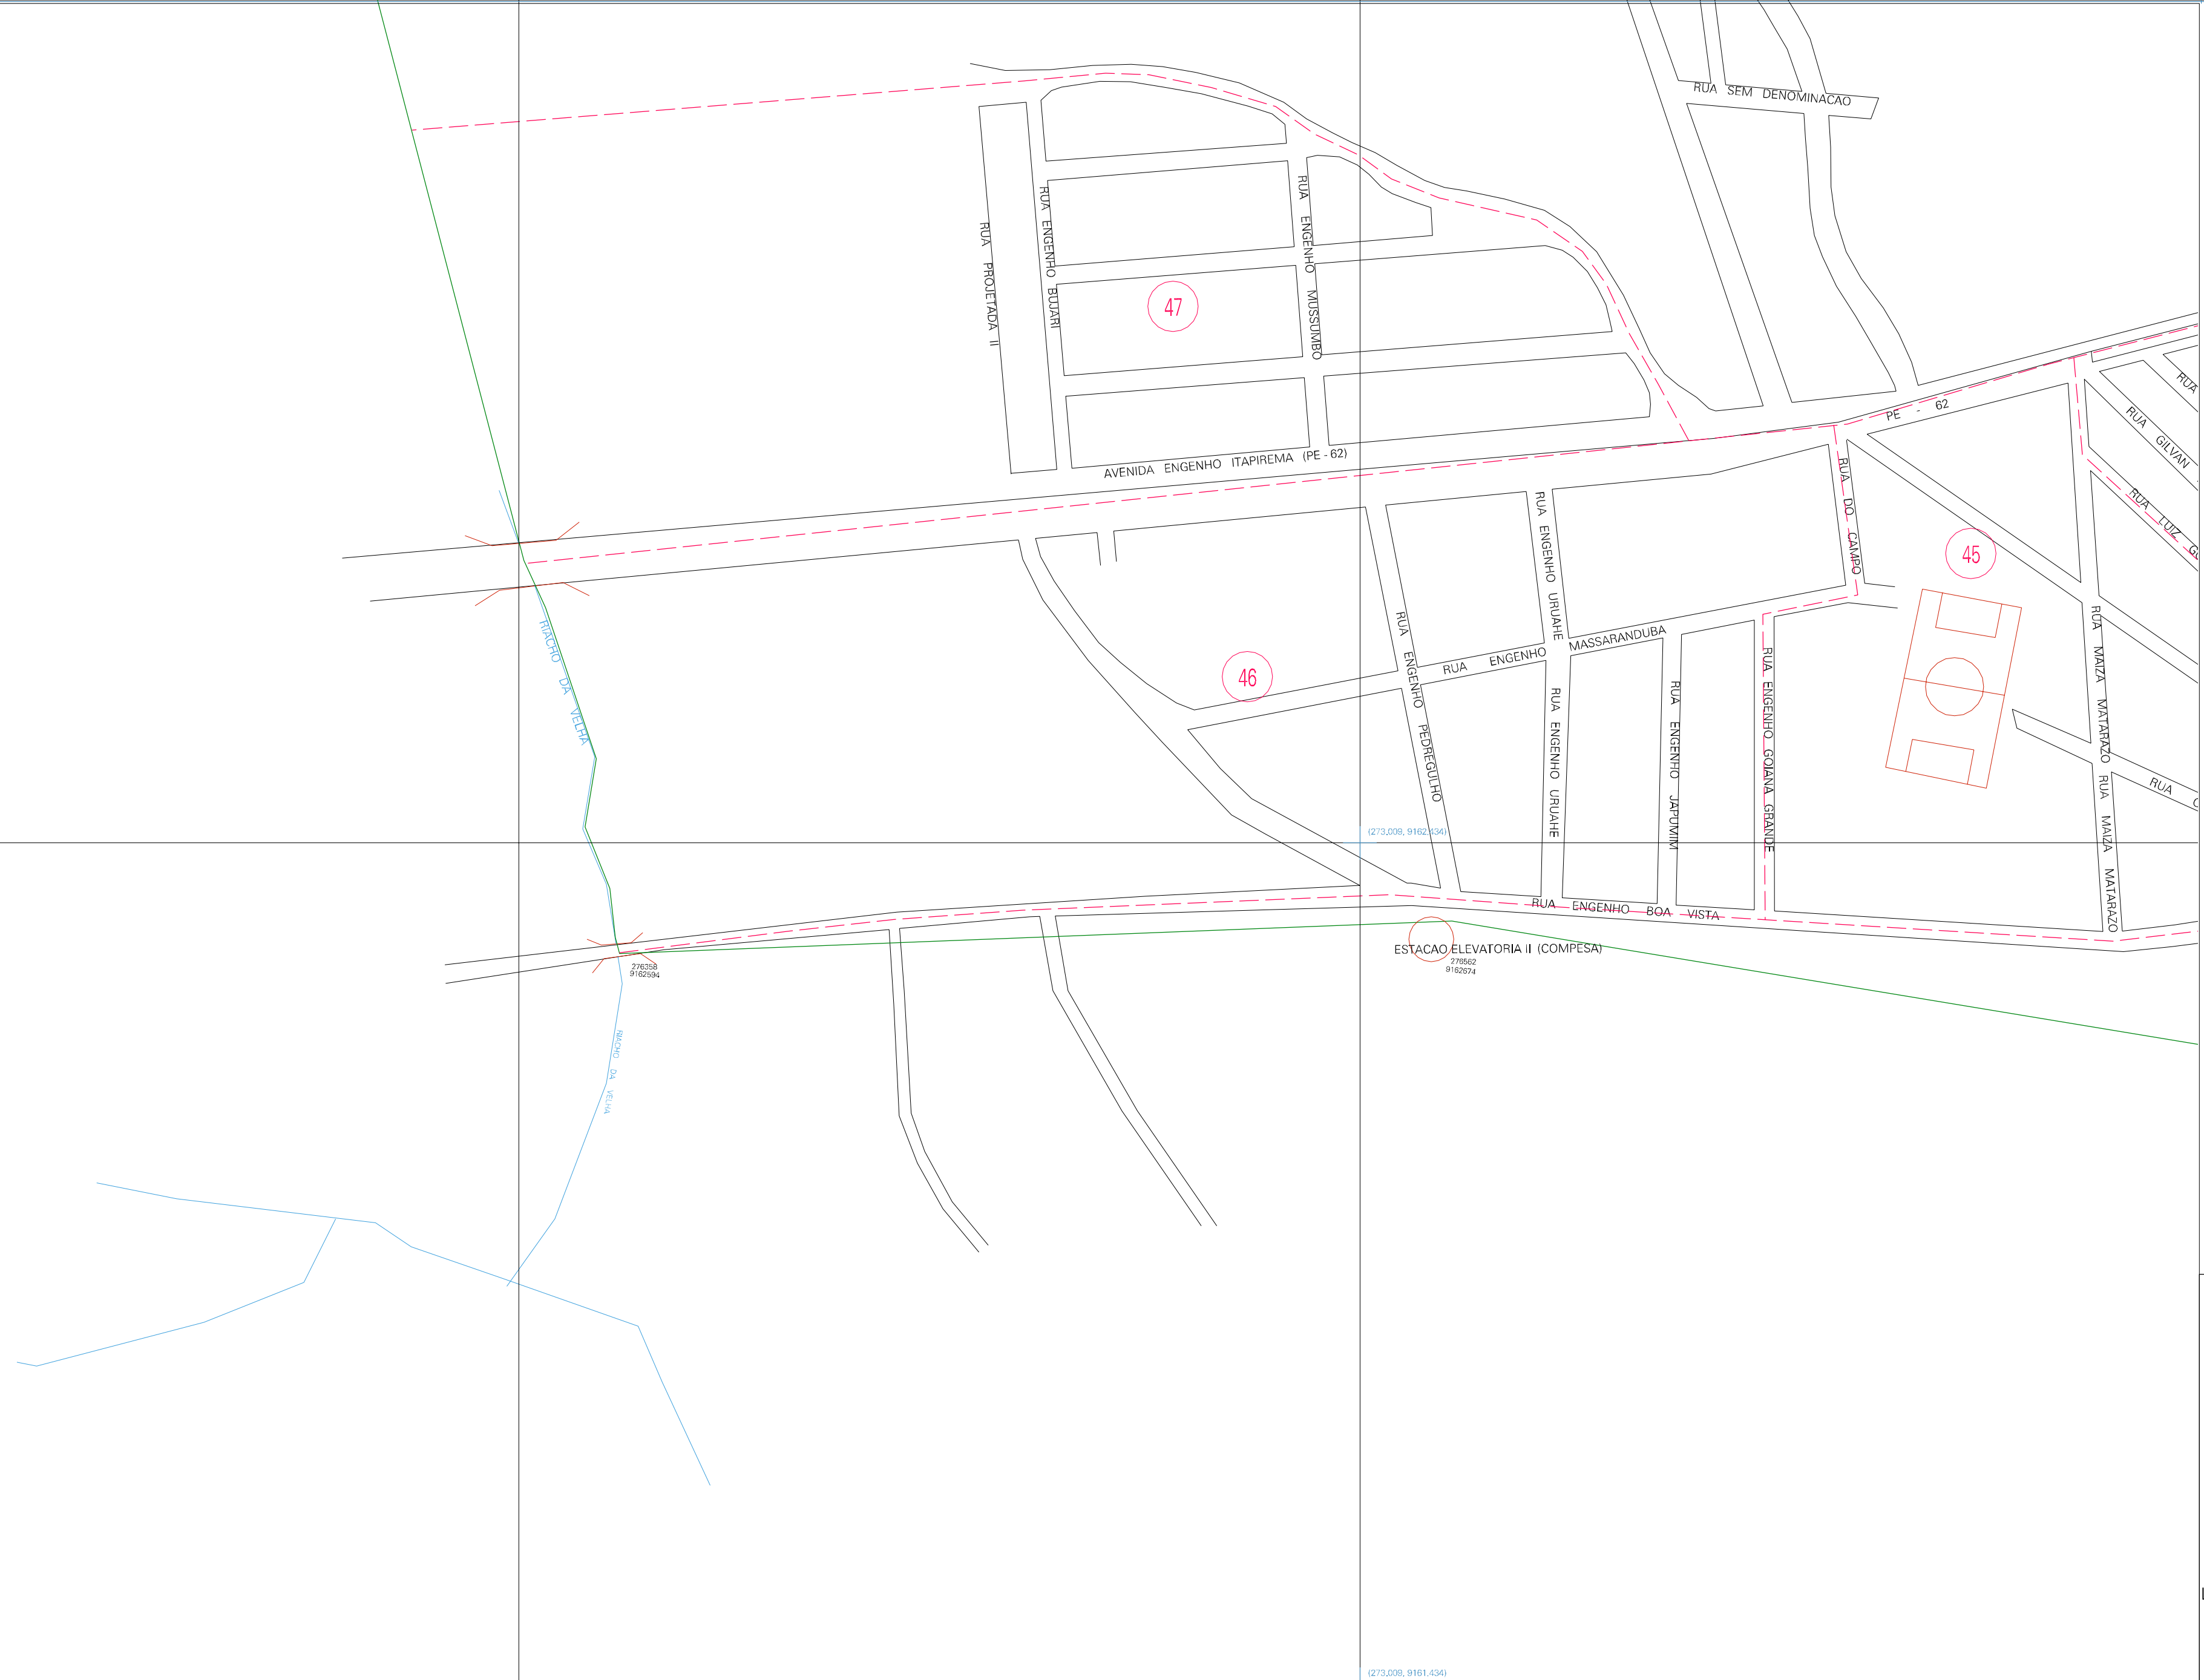 RUA SEM DENOMINACAO
RUA PROJETADA II
RUA ENGENHO BUJARI
RUA ENGENHO MUSSUMBO
47
AVENIDA ENGENHO ITAPIREMA (PE - 62)
PE - 62
RUA
RUA GILVAN
RUA LUIZ
RUA DO CAMPO
45
RUA ENGENHO URUAHE
RIACHO DA VELHA
46
RUA ENGENHO PEDREGULHO
RUA ENGENHO MASSARANDUBA
RUA ENGENHO URUAHE
RUA ENGENHO JAPUMIM
RUA ENGENHO GOIANA GRANDE
RUA MAIZA MATARAZO
RUA MAIZA MATARAZO
RUA
(273,008, 9162,434)
RUA ENGENHO BOA VISTA
ESTACAO ELEVATORIA II (COMPESA)
276562
9162674
276358
9162594
RIACHO DA VELHA
(273,008, 9161,434)